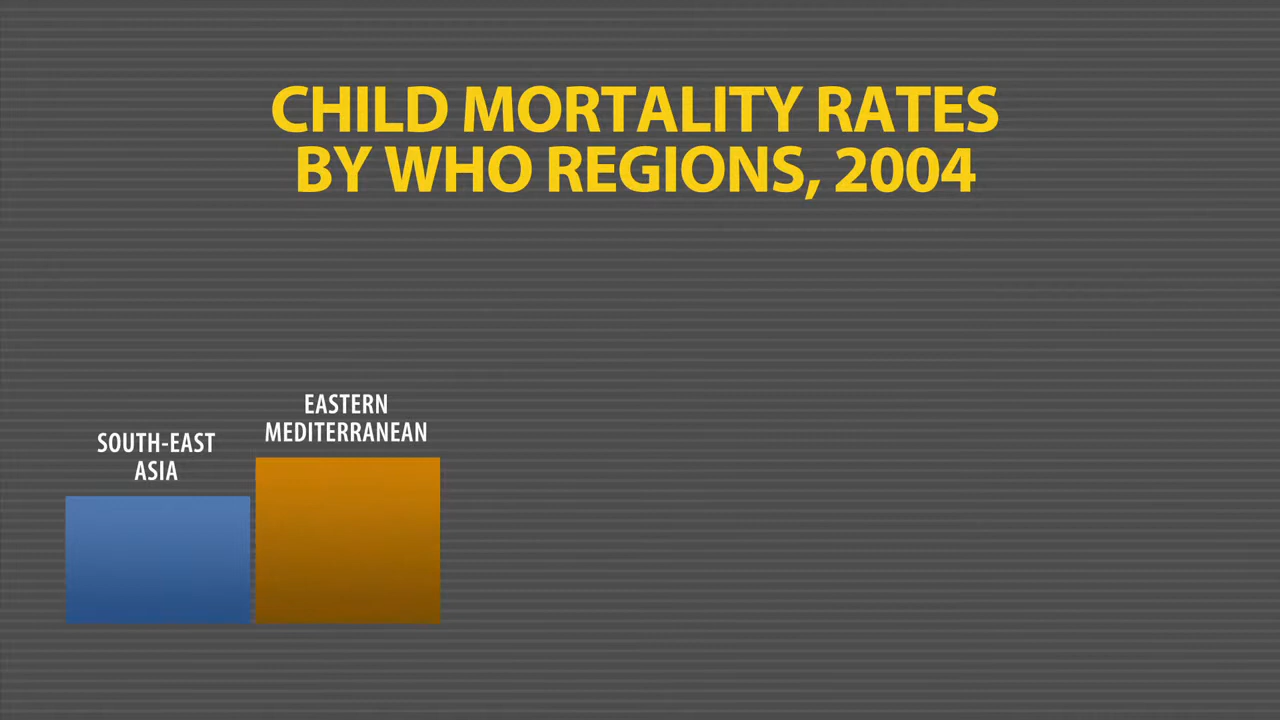 CHILD MORTALITY RATES
BY WHO REGIONS, 2004
SOUTH-EAST
ASIA
EASTERN
MEDITERRANEAN